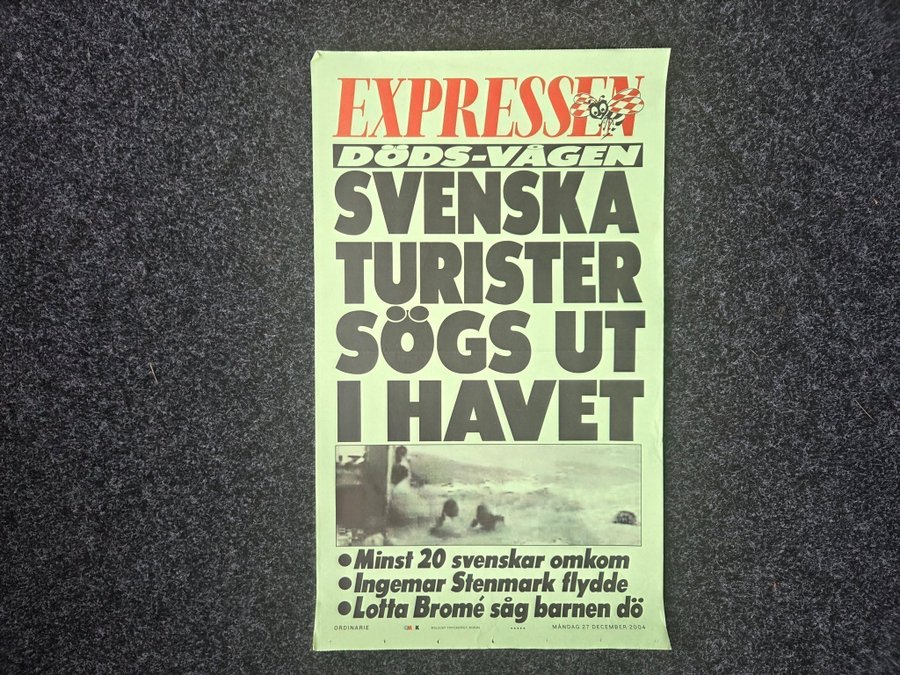 EXPRESSEN
DÖDS-VÅGEN
SVENSKA
TURISTER
SÖGS UT
I HAVET
●Minst 20 svenskar omkom
●Ingemar Stenmark flydde
●Lotta Bromé såg barnen dö
ORDINARIE CMYK MÅNDAG 27 DECEMBER 2004